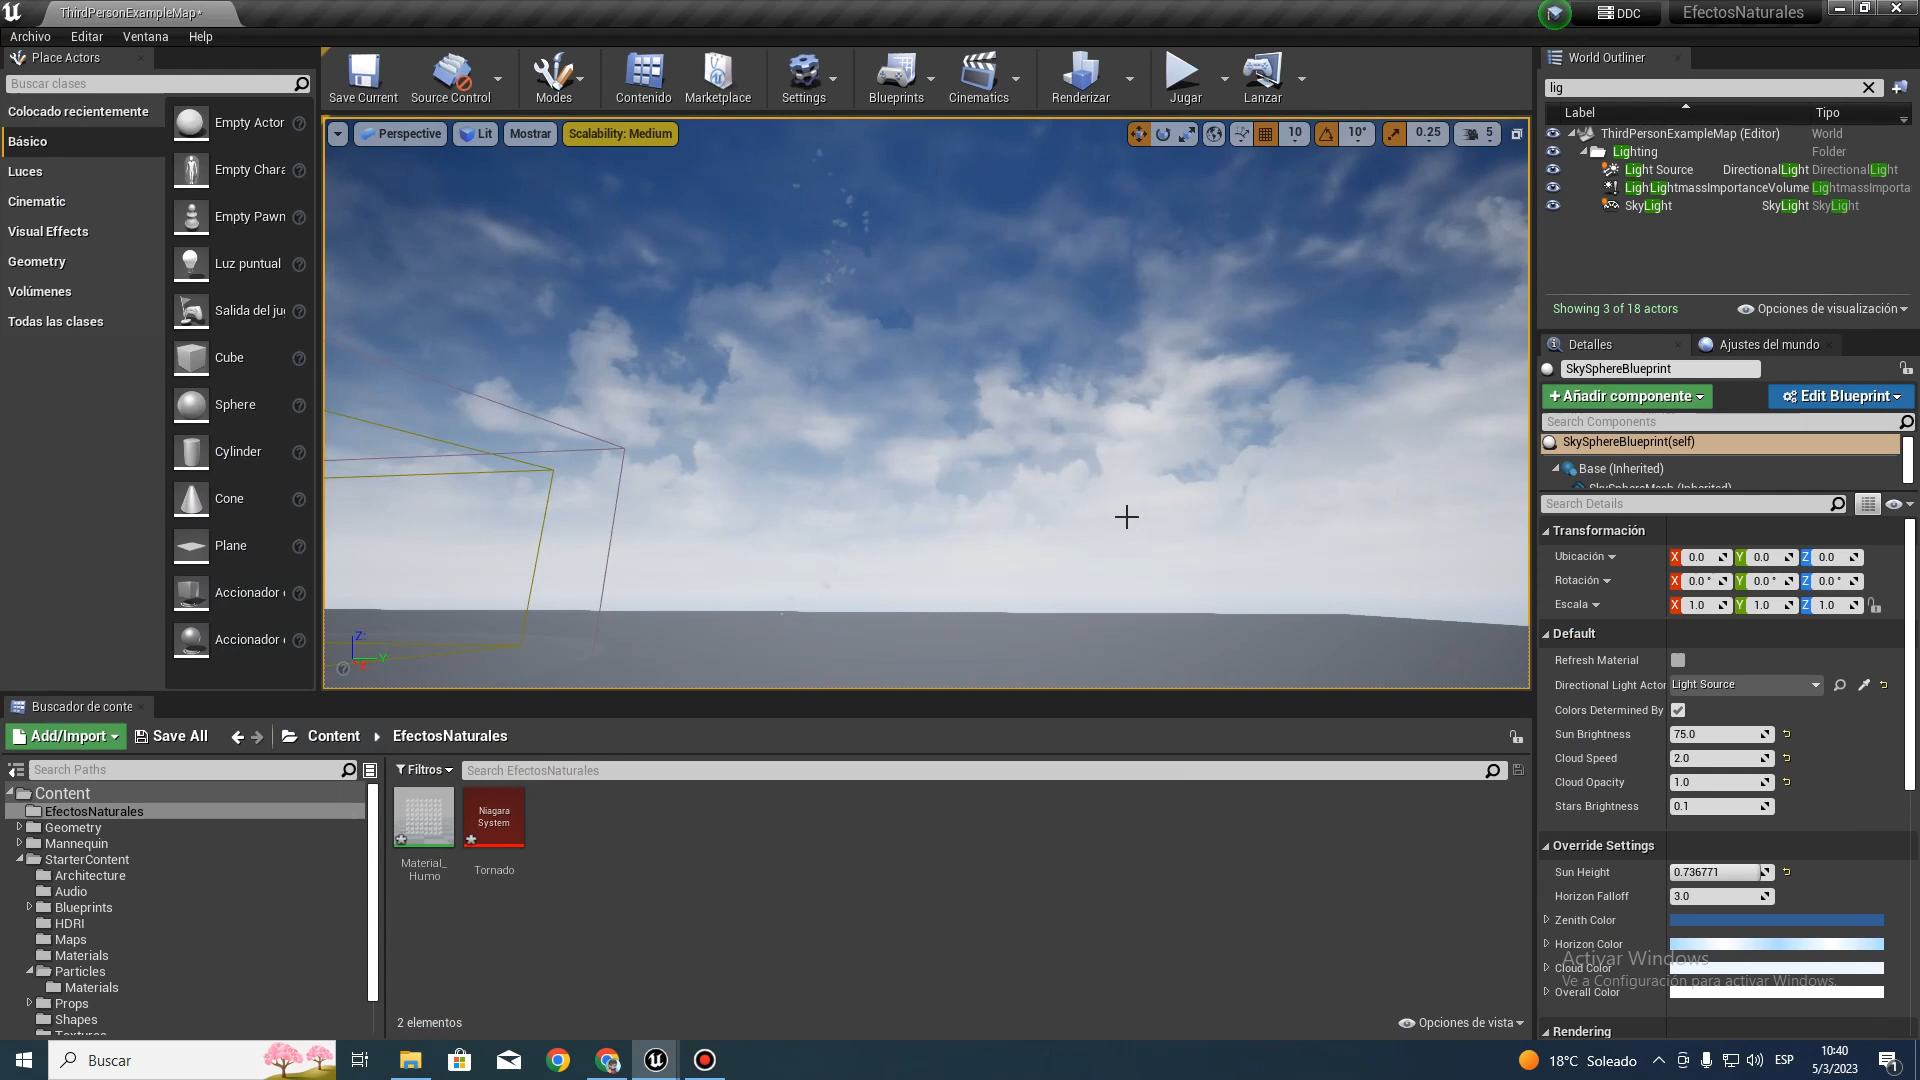 ThirdPersonExampleMap*
DDC
EfectosNaturales
Archivo
Editar
Ventana
Help
Place Actors
Buscar clases
Colocado recientemente
Básico
Luces
Cinematic
Visual Effects
Geometry
Volúmenes
Todas las clases
Empty Actor
Empty Chara
Empty Pawn
Luz puntual
Salida del ju
Cube
Sphere
Cylinder
Cone
Plane
Accionador
Accionador
Save Current
Source Control
Modes
Contenido
Marketplace
Settings
Blueprints
Cinematics
Renderizar
Jugar
Lanzar
Perspective
Lit
Mostrar
Scalability: Medium
10
10°
0.25
5
Z
Y
World Outliner
lig
Label
Tipo
ThirdPersonExampleMap (Editor)
World
Lighting
Folder
Light Source
DirectionalLight
DirectionalLight
LighLightmassImportanceVolume
LightmassImporta
SkyLight
SkyLight
SkyLight
Showing 3 of 18 actors
Opciones de visualización
Detalles
Ajustes del mundo
SkySphereBlueprint
+Añadir componente
Edit Blueprint
Search Components
SkySphereBlueprint(self)
Base (Inherited)
SkySphereMesh (Inherited)
Search Details
Transformación
Ubicación X 0.0 Y 0.0 Z 0.0
Rotación X 0.0 ° Y 0.0 ° Z 0.0 °
Escala X 1.0 Y 1.0 Z 1.0
Default
Refresh Material
Directional Light Actor
Light Source
Colors Determined By
Sun Brightness
75.0
Cloud Speed
2.0
Cloud Opacity
1.0
Stars Brightness
0.1
Override Settings
Sun Height
0.736771
Horizon Falloff
3.0
Zenith Color
Horizon Color
Cloud Color
Overall Color
Rendering
Activar Windows
Ve a Configuración para activar Windows.
Buscador de conte
Add/Import
Save All
Content
EfectosNaturales
Search Paths
Filtros
Search EfectosNaturales
Content
EfectosNaturales
Geometry
Mannequin
StarterContent
Architecture
Audio
Blueprints
HDRI
Maps
Materials
Particles
Materials
Props
Shapes
Textures
Material_
Humo
Niagara
System
Tornado
2 elementos
Opciones de vista
Buscar
18°C Soleado
ESP
10:40
5/3/2023
1